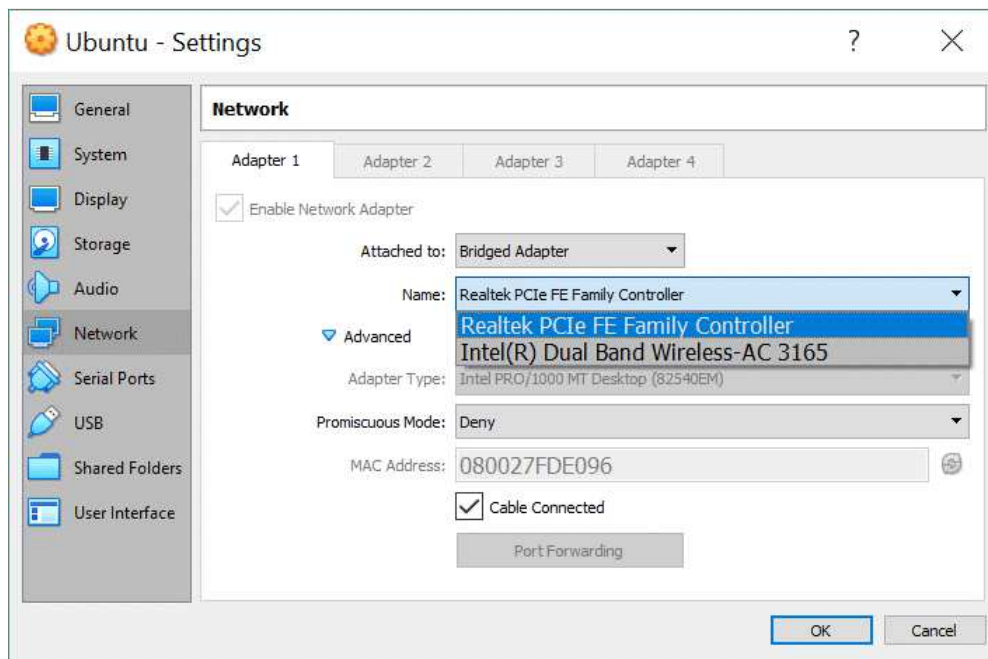 Ubuntu - Settings ?
General
System
Display
Storage
Audio
Network
Serial Ports
USB
Shared Folders
User Interface
Network
Adapter 1 Adapter 2 Adapter 3 Adapter 4
Enable Network Adapter
Attached to: Bridged Adapter
Name: Realtek PCIe FE Family Controller
Realtek PCIe FE Family Controller
Advanced
Intel(R) Dual Band Wireless-AC 3165
Adapter Type: Intel PRO/1000 MT Desktop (82540EM)
Promiscuous Mode: Deny
MAC Address: 080027FDE096
Cable Connected
Port Forwarding
OK Cancel